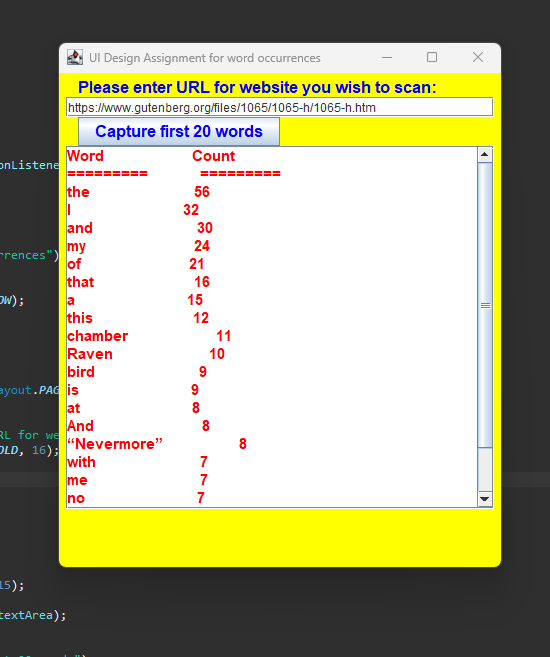 UI Design Assignment for word occurrences
Please enter URL for website you wish to scan:
https://www.gutenberg.org/files/1065/1065-h/1065-h.htm
Capture first 20 words
Word Count
========= =========
the 56
I 32
and 30
my 24
of 21
that 16
a 15
this 12
chamber 11
Raven 10
bird 9
is 9
at 8
And 8
“Nevermore” 8
with 7
me 7
no 7
onListene
rrences")
OW);
ayout.PAG
RL for we
OLD, 16);
15);
textArea);